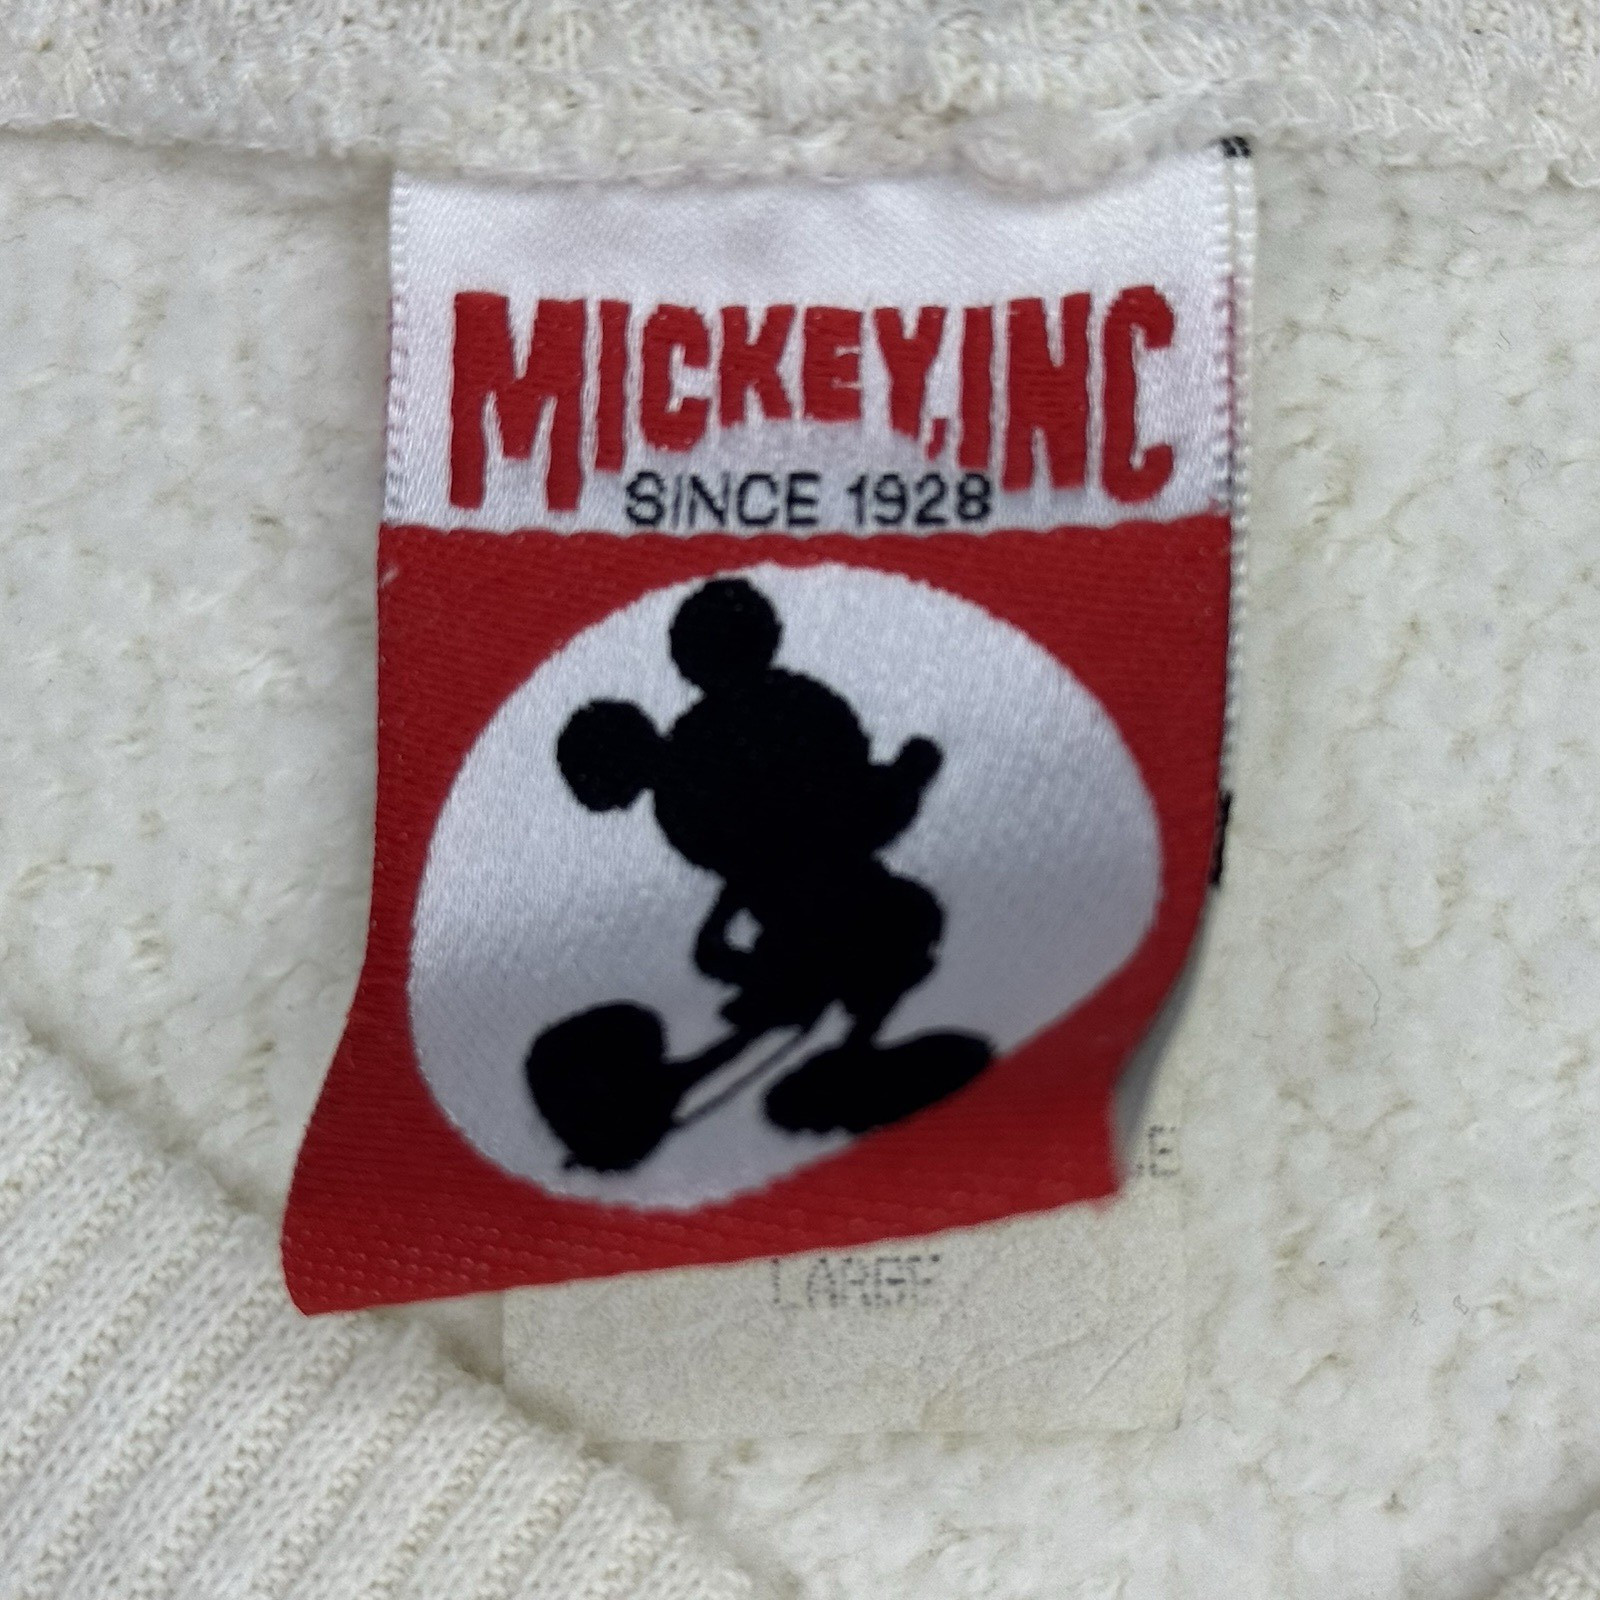 MICKEY, INC
SINCE 1928
LARGE